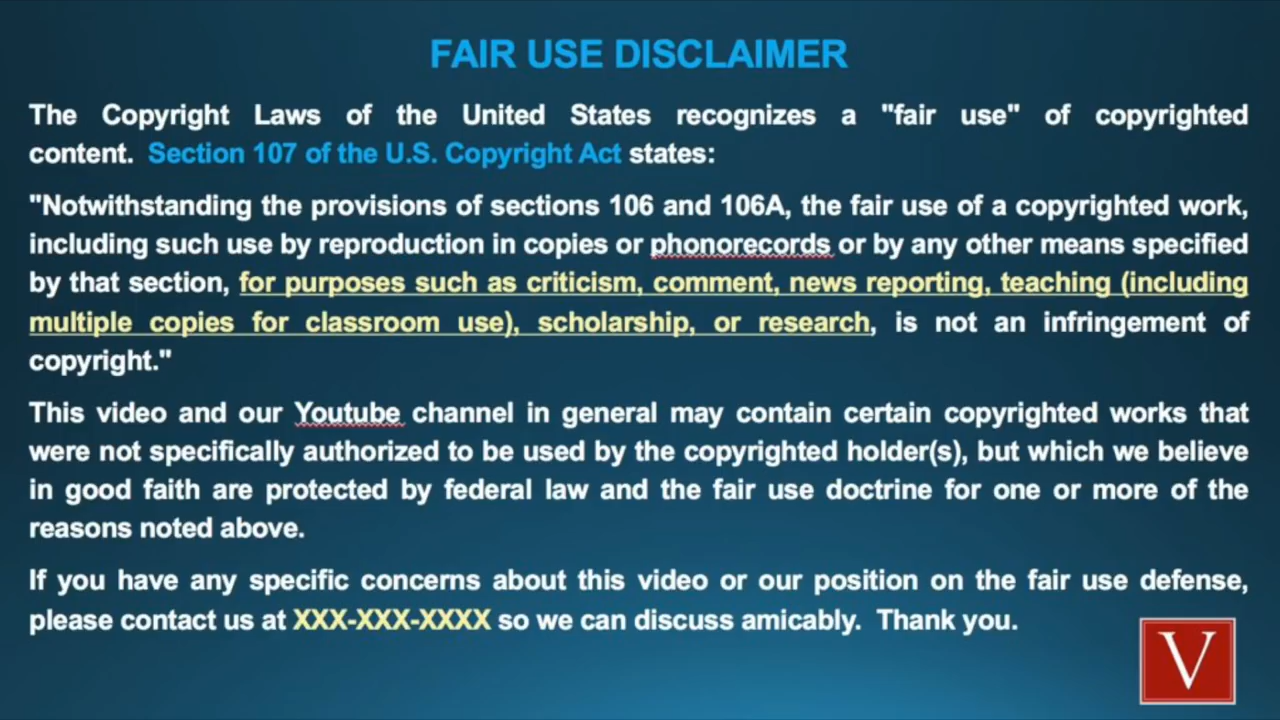 FAIR USE DISCLAIMER
The Copyright Laws of the United States recognizes a "fair use" of copyrighted
content. Section 107 of the U.S. Copyright Act states:
"Notwithstanding the provisions of sections 106 and 106A, the fair use of a copyrighted work,
including such use by reproduction in copies or phonorecords or by any other means specified
by that section, for purposes such as criticism, comment, news reporting, teaching (including
multiple copies for classroom use), scholarship, or research, is not an infringement of
copyright."
This video and our Youtube channel in general may contain certain copyrighted works that
were not specifically authorized to be used by the copyrighted holder(s), but which we believe
in good faith are protected by federal law and the fair use doctrine for one or more of the
reasons noted above.
If you have any specific concerns about this video or our position on the fair use defense,
please contact us at XXX-XXX-XXXX so we can discuss amicably. Thank you.
V